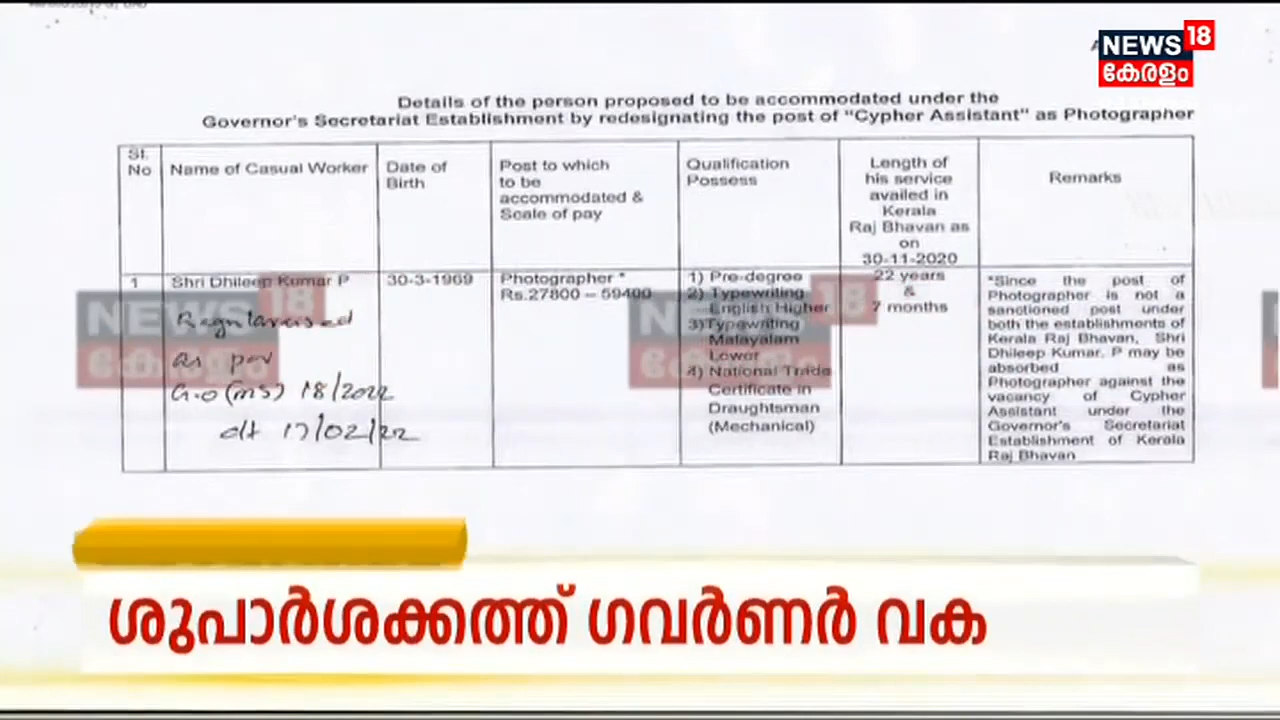 NEWS 18
കേരളം
Details of the person proposed to be accommodated under the
Governor's Secretariat Establishment by redesignating the post of "Cypher Assistant" as Photographer
Sl. No
Name of Casual Worker
Date of Birth
Post to which
to be
accommodated &
Scale of pay
Qualification
Possess
Length of
his service
availed in
Kerala
Raj Bhavan as
on
30-11-2020
Remarks
1
Shri Dhileep Kumar P
Regularaised
as per
G.O (ms) 18/2022
dt 17/02/22
30-3-1969
Photographer *
Rs.27800 – 59400
1) Pre-degree
2) Typewriting
English Higher
3)Typewriting
Malayalam
Lower
4) National Trade
Certificate in
Draughtsman
(Mechanical)
22 years
&
7 months
*Since the post of
Photographer is not a
sanctioned post under
both the establishments of
Kerala Raj Bhavan, Shri
Dhileep Kumar. P may be
absorbed as
Photographer against the
vacancy of Cypher
Assistant under the
Governor's Secretariat
Establishment of Kerala
Raj Bhavan
NEWS 18
കേരളം
NEWS 18
കേരളം
ശുപാർശക്കത്ത് ഗവർണർ വക